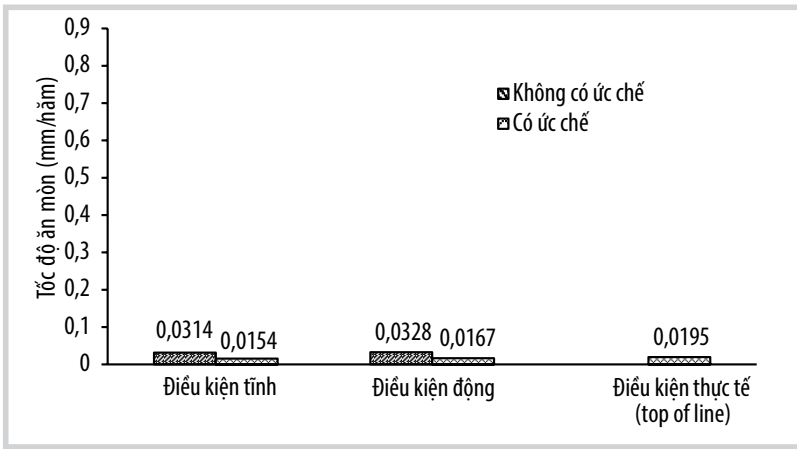 Tốc độ ăn mòn (mm/năm)
0,9
0,8
0,7
0,6
0,5
0,4
0,3
0,2
0,1
0
Không có ức chế
Có ức chế
0,0314
0,0154
0,0328
0,0167
0,0195
Điều kiện tĩnh
Điều kiện động
Điều kiện thực tế
(top of line)